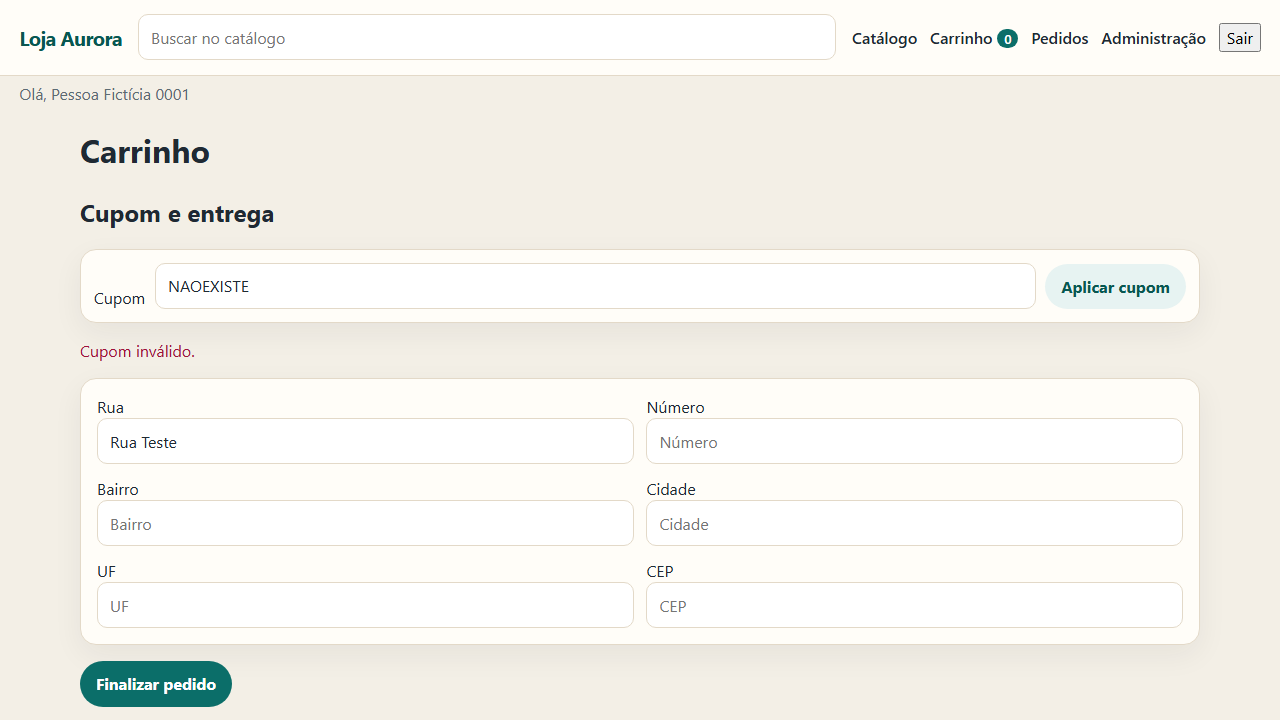 Loja Aurora
Buscar no catálogo
Catálogo
Carrinho 0
Pedidos
Administração
Sair
Olá, Pessoa Fictícia 0001
Carrinho
Cupom e entrega
Cupom
NAOEXISTE
Aplicar cupom
Cupom inválido.
Rua
Rua Teste
Número
Número
Bairro
Bairro
Cidade
Cidade
UF
UF
CEP
CEP
Finalizar pedido